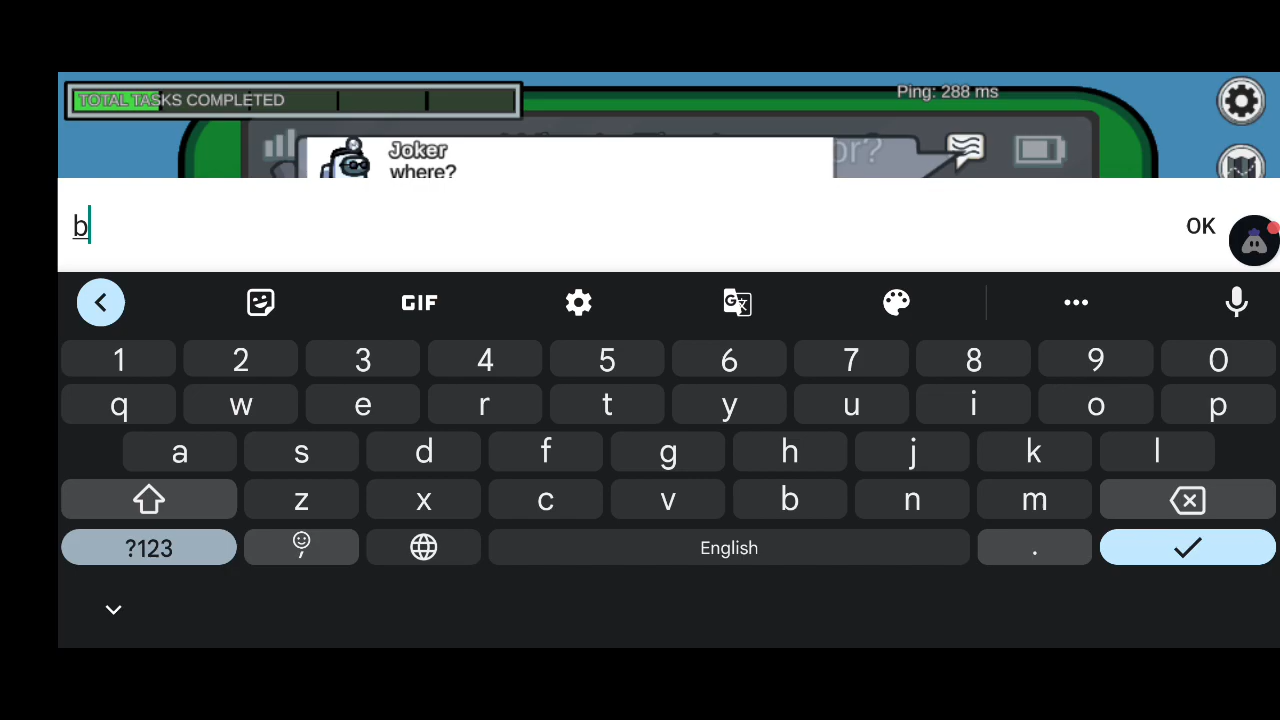 TOTAL TASKS COMPLETED
Ping: 288 ms
Joker
or?
where?
b
OK
GIF
1 2 3 4 5 6 7 8 9 0
q w e r t y u i o p
a s d f g h j k l
z x c v b n m
?123
,
English
.